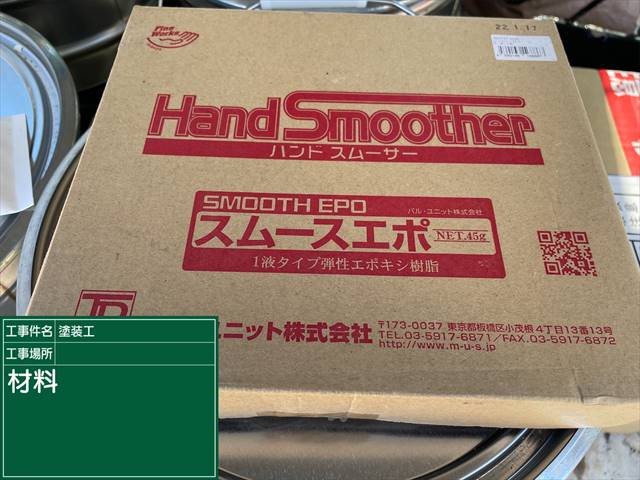 Fine Works
22.1.17
Hand Smoother
ハンド スムーサー
SMOOTH EPO
パル・ユニット株式会社
スムースエポ NET.45g
1液タイプ弾性エポキシ樹脂
ユニット株式会社
〒173-0037 東京都板橋区小茂根4丁目13番13号
TEL.03-5917-6871/FAX.03-5917-6872
http://www.m-u-s.jp
工事件名 塗装工
工事場所
材料